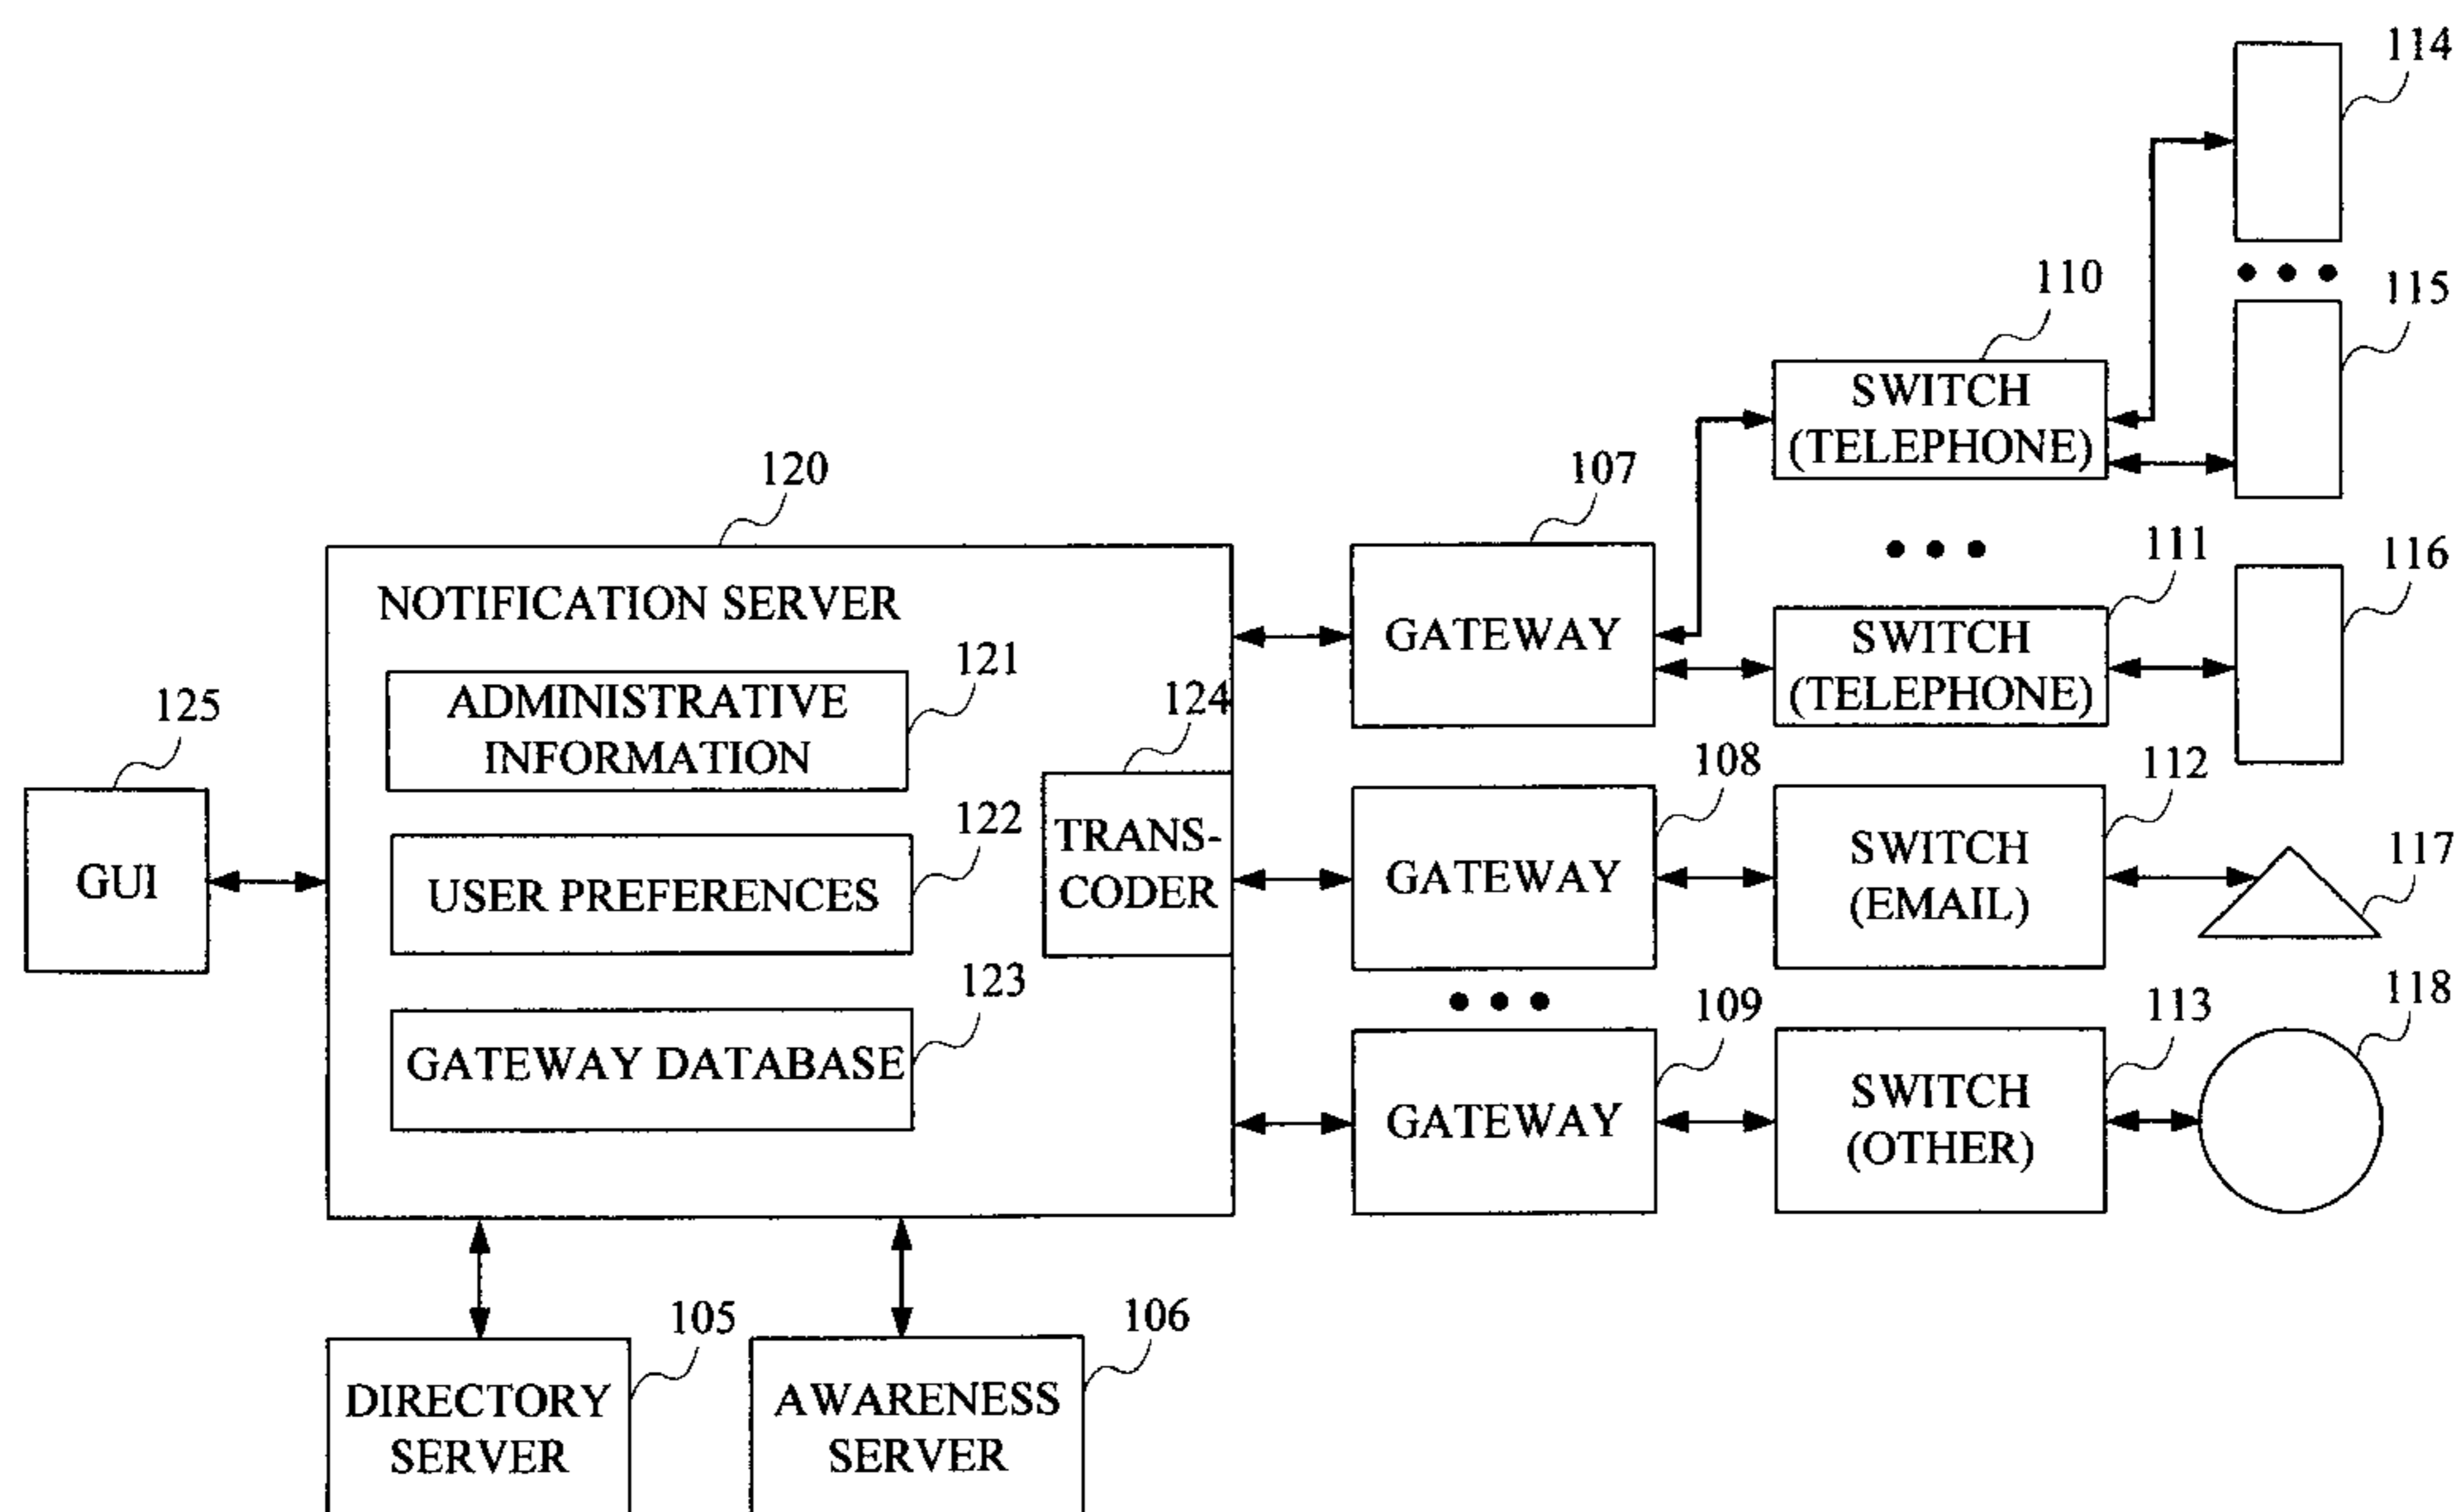 114
110
115
SWITCH
(TELEPHONE)
120
107
111
116
NOTIFICATION SERVER
GATEWAY
SWITCH
(TELEPHONE)
121
ADMINISTRATIVE
INFORMATION
124
125
108
112
122
TRANS-
CODER
GATEWAY
SWITCH
(EMAIL)
117
GUI
USER PREFERENCES
123
109
113
118
GATEWAY DATABASE
GATEWAY
SWITCH
(OTHER)
105
106
DIRECTORY
SERVER
AWARENESS
SERVER